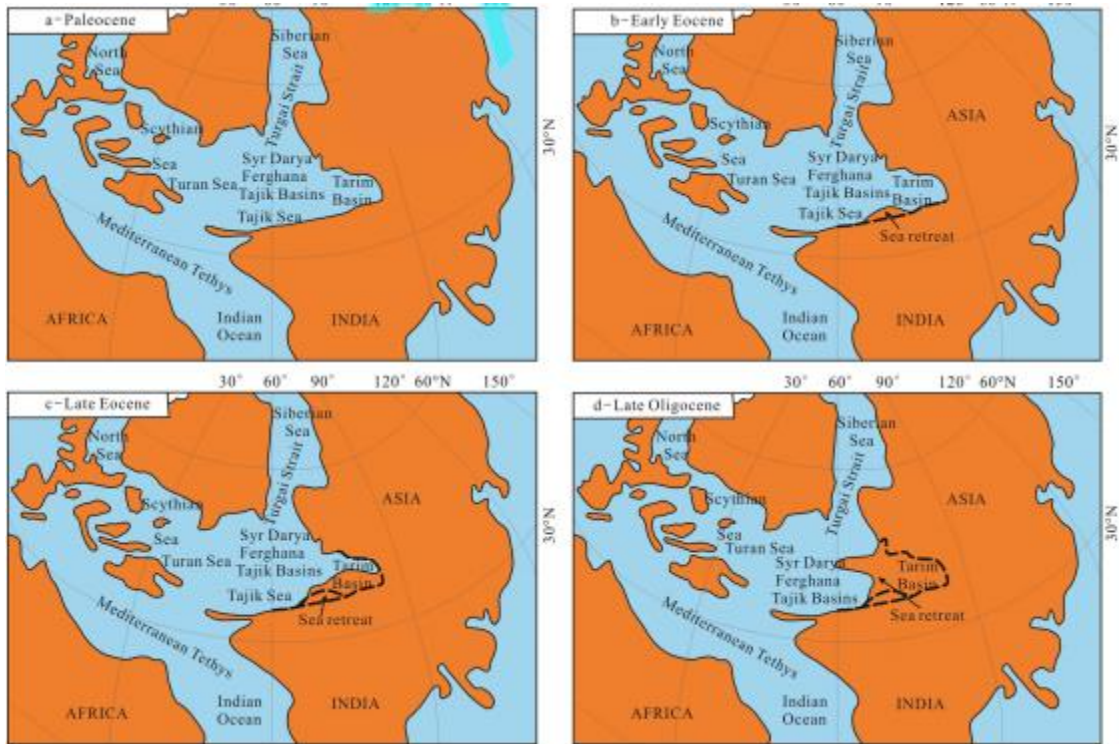 a-Paleocene
North
Sea
Siberian
Sea
Turgai Strait
Scythian
Sea
Turan Sea
Syr Darya
Ferghana
Tajik Basins
Tajik Sea
Tarim
Basin
Mediterranean Tethys
AFRICA
Indian
Ocean
INDIA
b-Early Eocene
North
Sea
Siberian
Sea
Turgai Strait
ASIA
30°N
Scythian
Sea
Turan Sea
Syr Darya
Ferghana
Tajik Basins
Tajik Sea
Tarim
Basin
Sea retreat
Mediterranean Tethys
AFRICA
Indian
Ocean
INDIA
30°N
30° 60° 90° 120° 60°N 150°
c-Late Eocene
North
Sea
Siberian
Sea
Turgai Strait
ASIA
Scythian
Sea
Turan Sea
Syr Darya
Ferghana
Tajik Basins
Tajik Sea
Tarim
Basin
Sea retreat
Mediterranean Tethys
AFRICA
Indian
Ocean
INDIA
30°N
30° 60° 90° 120° 60°N 150°
d-Late Oligocene
North
Sea
Siberian
Sea
Turgai Strait
ASIA
Scythian
Sea
Turan Sea
Syr Darya
Ferghana
Tajik Basins
Tarim
Basin
Sea retreat
Mediterranean Tethys
AFRICA
Indian
Ocean
INDIA
30°N